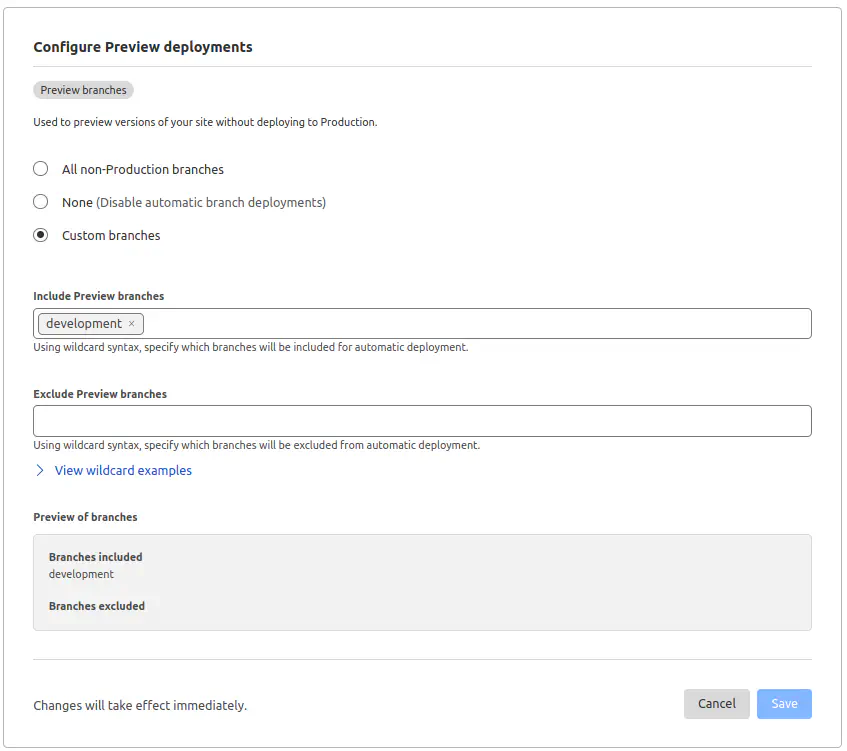 Configure Preview deployments
Preview branches
Used to preview versions of your site without deploying to Production.
All non-Production branches
None (Disable automatic branch deployments)
Custom branches
Include Preview branches
development ×
Using wildcard syntax, specify which branches will be included for automatic deployment.
Exclude Preview branches
Using wildcard syntax, specify which branches will be excluded from automatic deployment.
View wildcard examples
Preview of branches
Branches included
development
Branches excluded
Changes will take effect immediately.
Cancel
Save